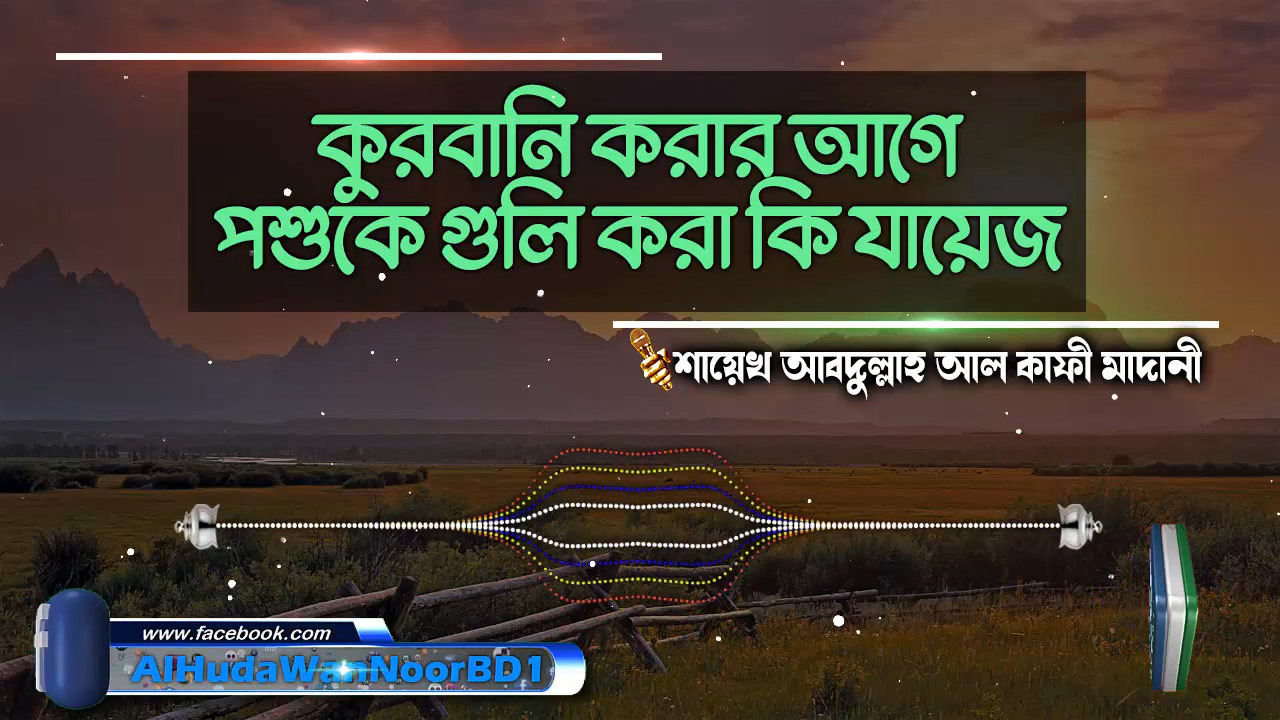 কুরবানি করার আগে
পশুকে গুলি করা কি যায়েজ
শায়েখ আবদুল্লাহ আল কাফী মাদানী
www.facebook.com
AlHudaWanNoorBD1